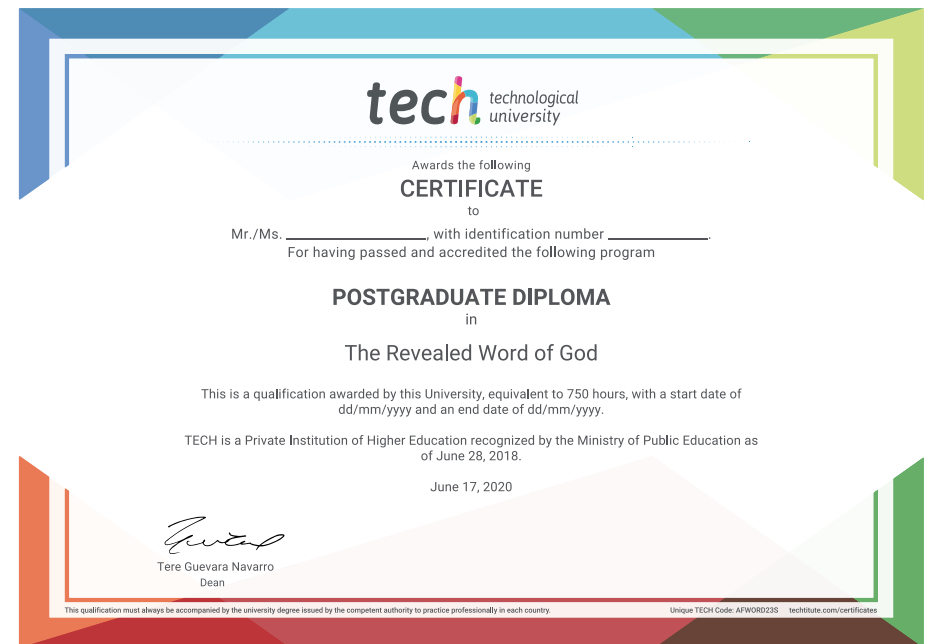 tech technological
university
Awards the following
CERTIFICATE
to
Mr./Ms. ____________________, with identification number ______________.
For having passed and accredited the following program
POSTGRADUATE DIPLOMA
in
The Revealed Word of God
This is a qualification awarded by this University, equivalent to 750 hours, with a start date of
dd/mm/yyyy and an end date of dd/mm/yyyy.
TECH is a Private Institution of Higher Education recognized by the Ministry of Public Education as
of June 28, 2018.
June 17, 2020
Tere Guevara Navarro
Dean
This qualification must always be accompanied by the university degree issued by the competent authority to practice professionally in each country. Unique TECH Code: AFWORD23S techtitute.com/certificates